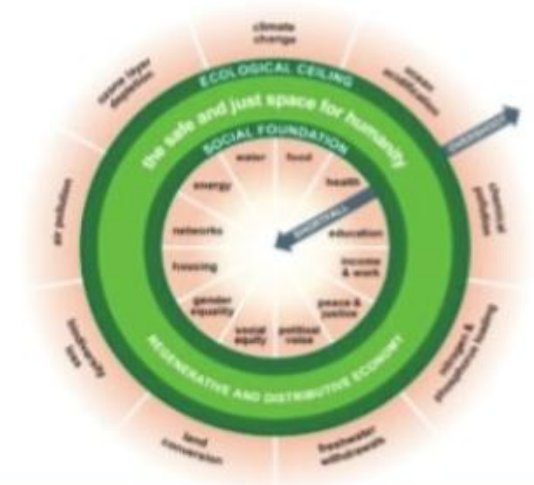 climate
change
ocean
acidification
chemical
pollution
nitrogen &
phosphorus loading
freshwater
withdrawals
land
conversion
biodiversity
loss
air pollution
ozone layer
depletion
ECOLOGICAL CEILING
the safe and just space for humanity
SOCIAL FOUNDATION
OVERSHOOT
SHORTFALL
water
food
health
education
income
& work
peace &
justice
political
voice
social
equity
gender
equality
housing
networks
energy
REGENERATIVE AND DISTRIBUTIVE ECONOMY